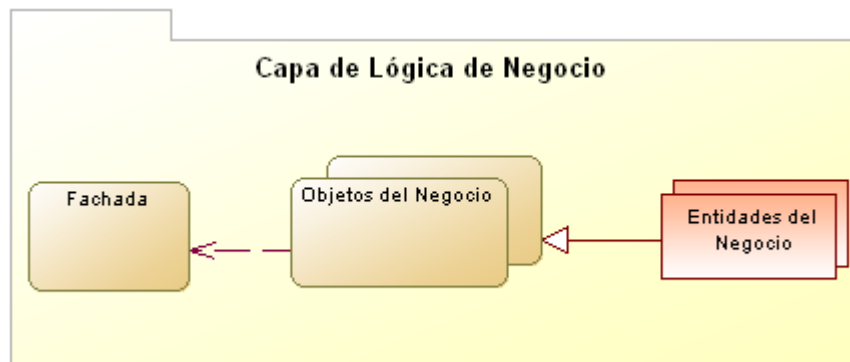 Capa de Lógica de Negocio
Fachada
Objetos del Negocio
Entidades del
Negocio